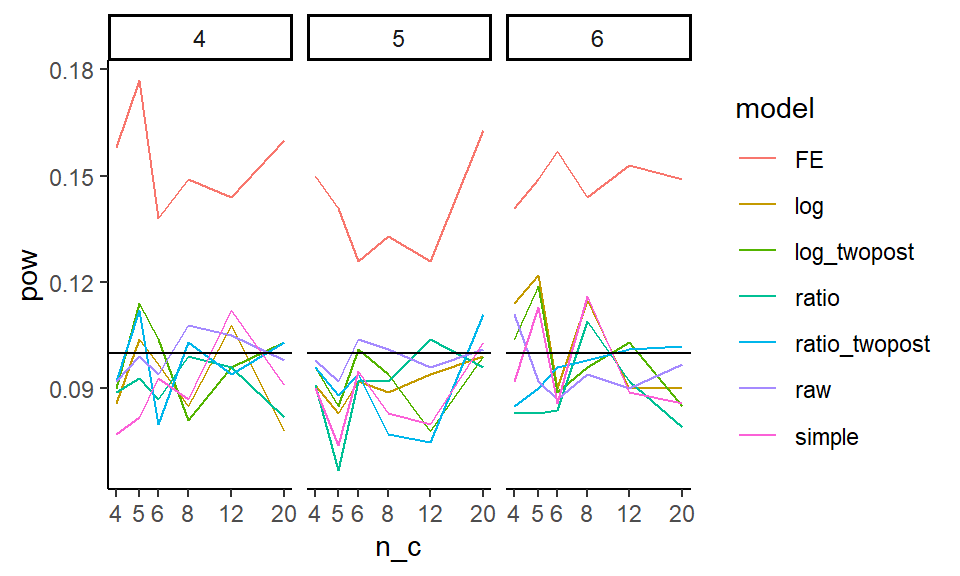 4 5 6
0.18
0.15
0.12
0.09
pow
4 5 6 8 12 20 4 5 6 8 12 20 4 5 6 8 12 20
n_c
model
FE
log
log_twopost
ratio
ratio_twopost
raw
simple